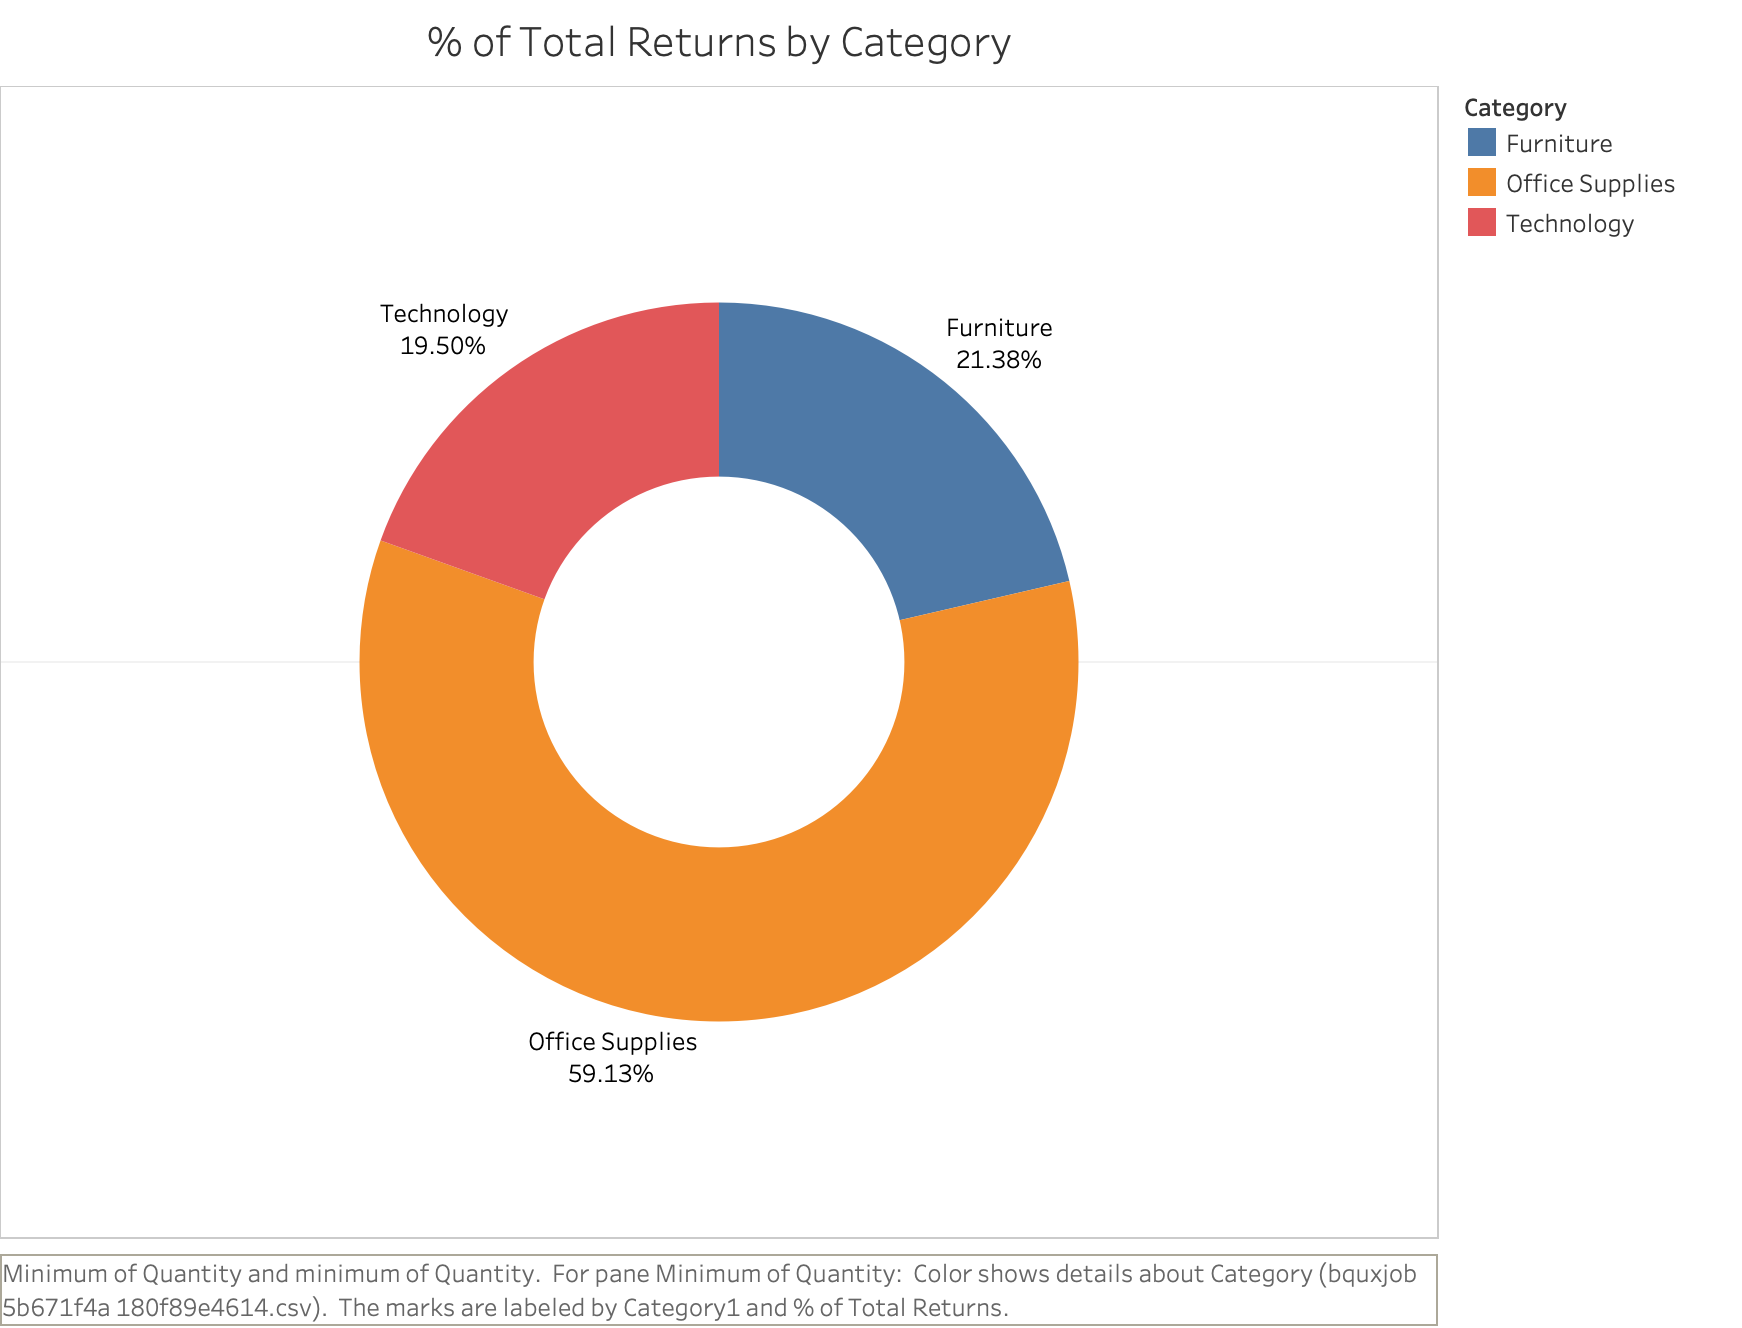 % of Total Returns by Category
Category
Furniture
Office Supplies
Technology
Technology
19.50%
Furniture
21.38%
Office Supplies
59.13%
Minimum of Quantity and minimum of Quantity.  For pane Minimum of Quantity:  Color shows details about Category (bquxjob
5b671f4a 180f89e4614.csv).  The marks are labeled by Category1 and % of Total Returns.